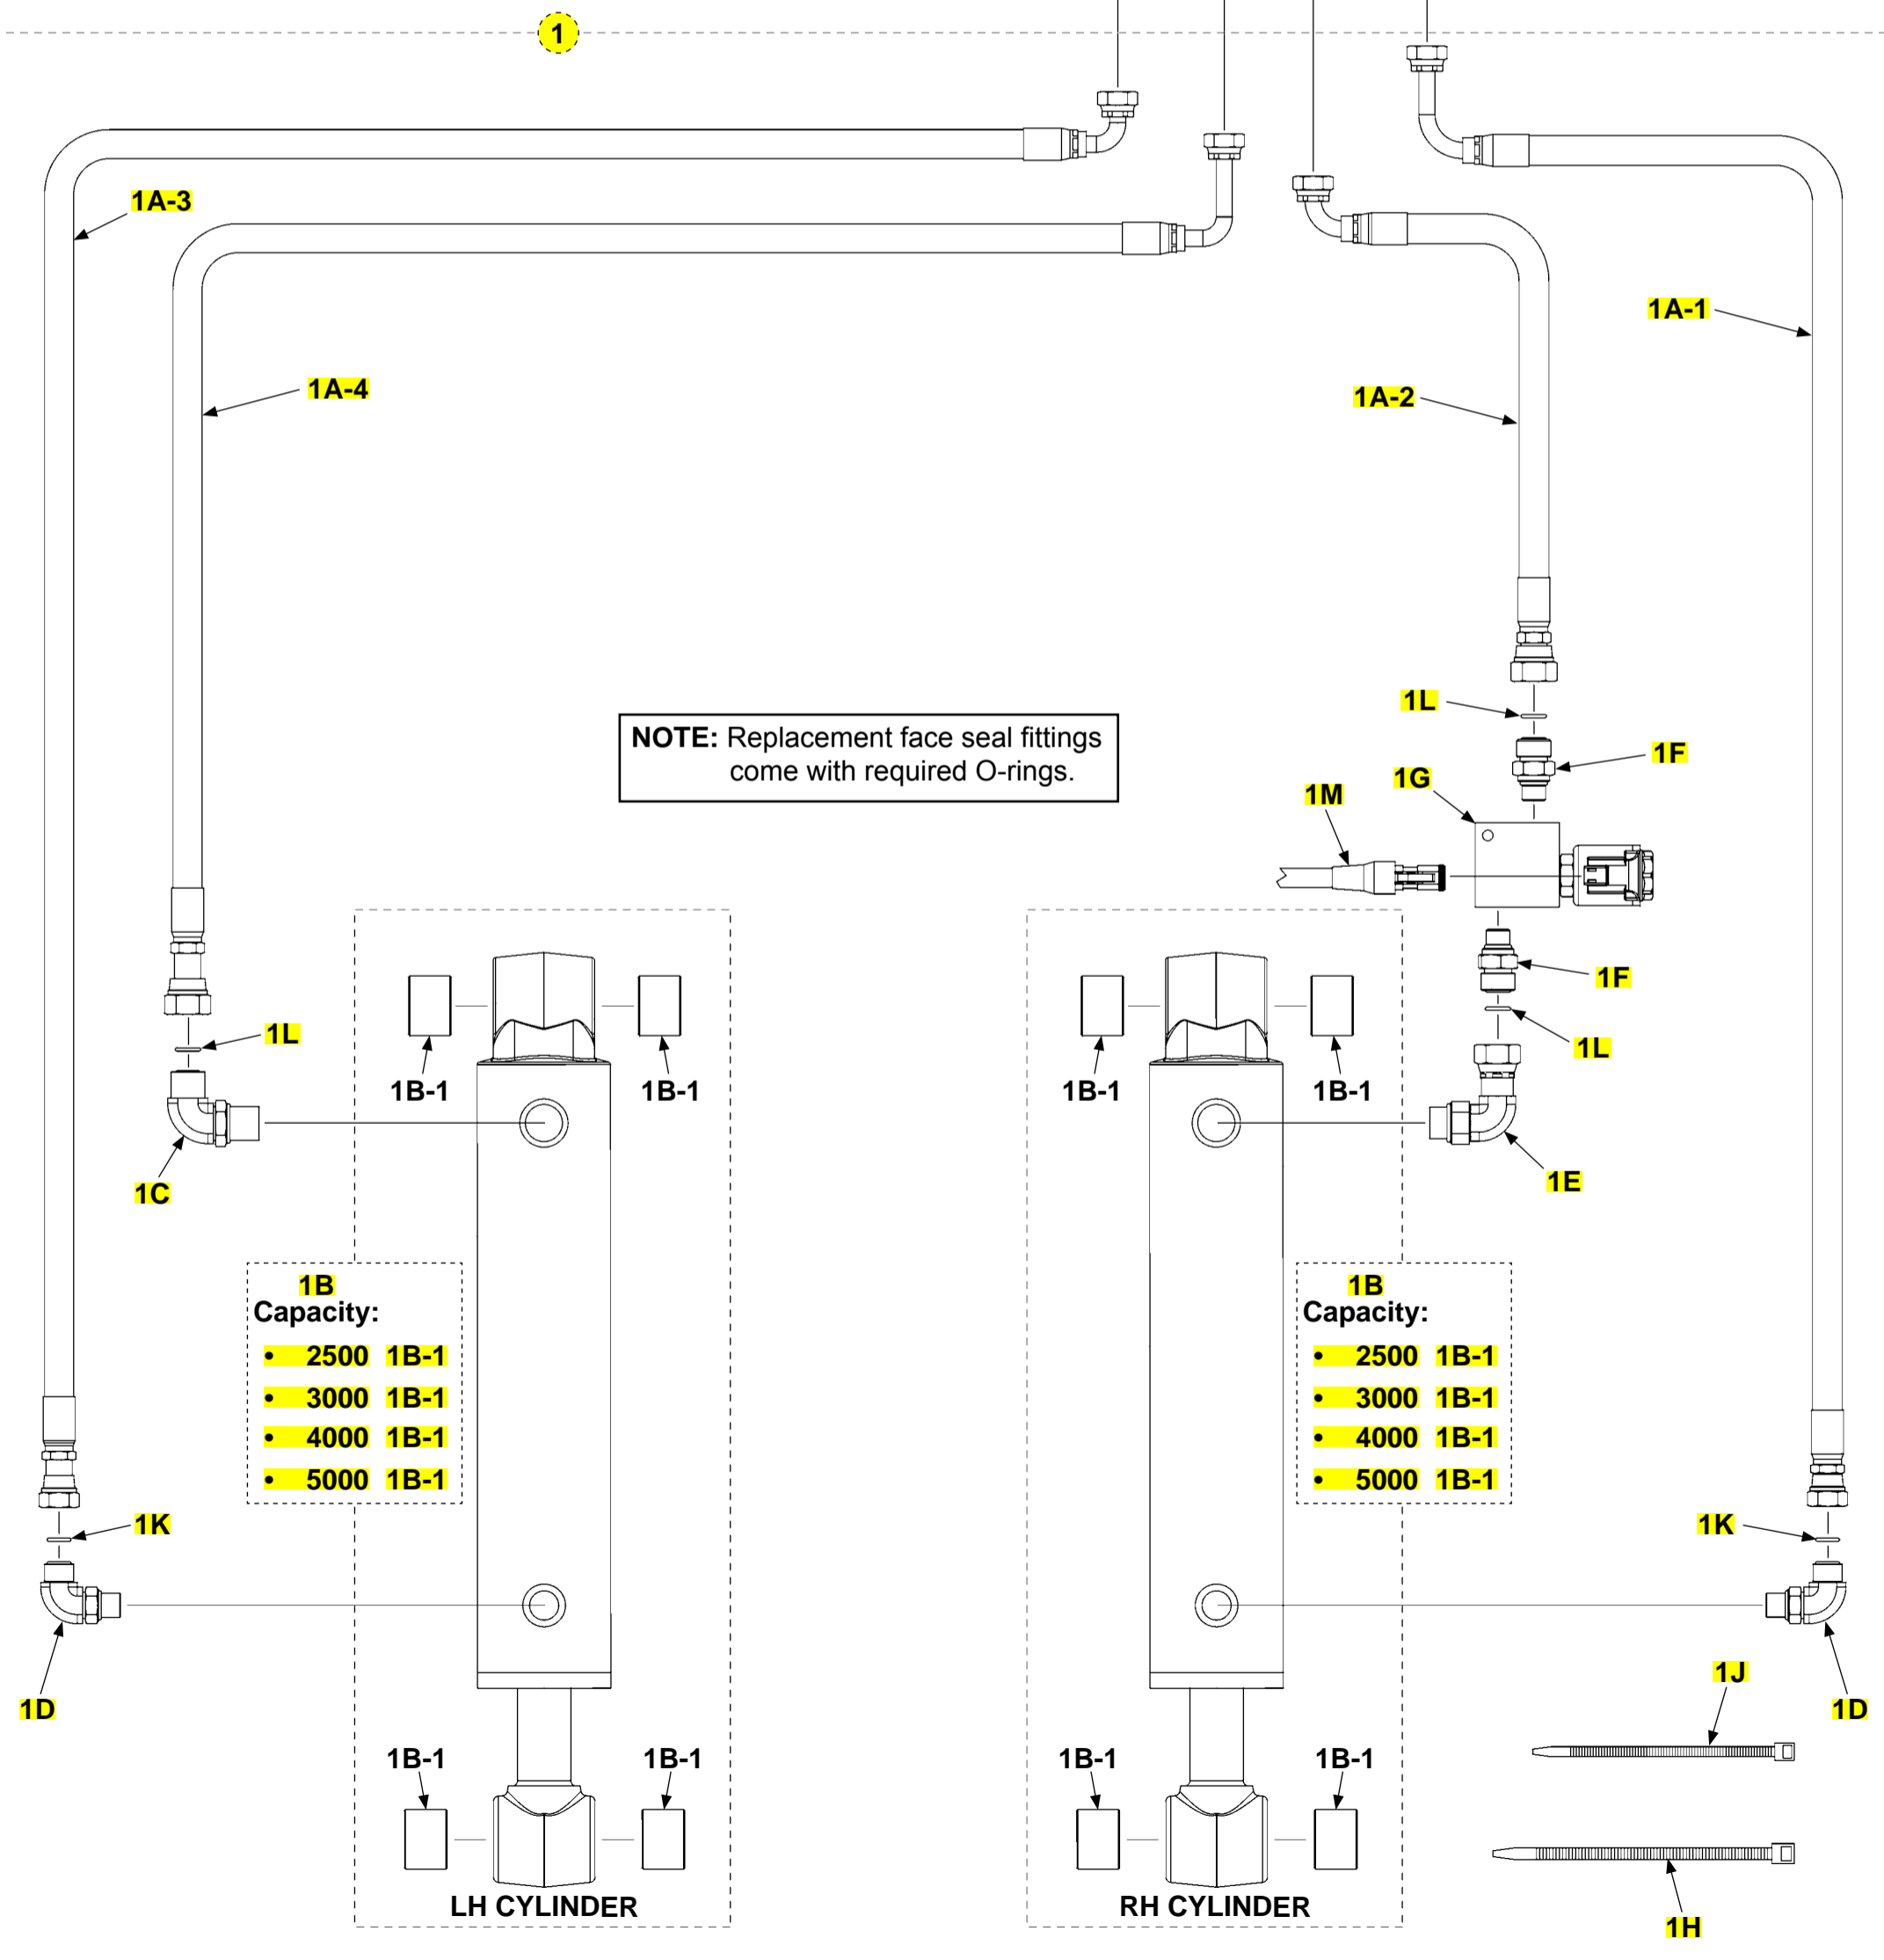 1
1A-3
1A-4
1A-1
1A-2
NOTE: Replacement face seal fittings
come with required O-rings.
1L
1F
1G
1M
1F
1L
1L
1B-1
1B-1
1B-1
1B-1
1C
1E
1B
Capacity:
• 2500 1B-1
• 3000 1B-1
• 4000 1B-1
• 5000 1B-1
1B
Capacity:
• 2500 1B-1
• 3000 1B-1
• 4000 1B-1
• 5000 1B-1
1K
1K
1D
1J
1D
1B-1
1B-1
1B-1
1B-1
LH CYLINDER
RH CYLINDER
1H